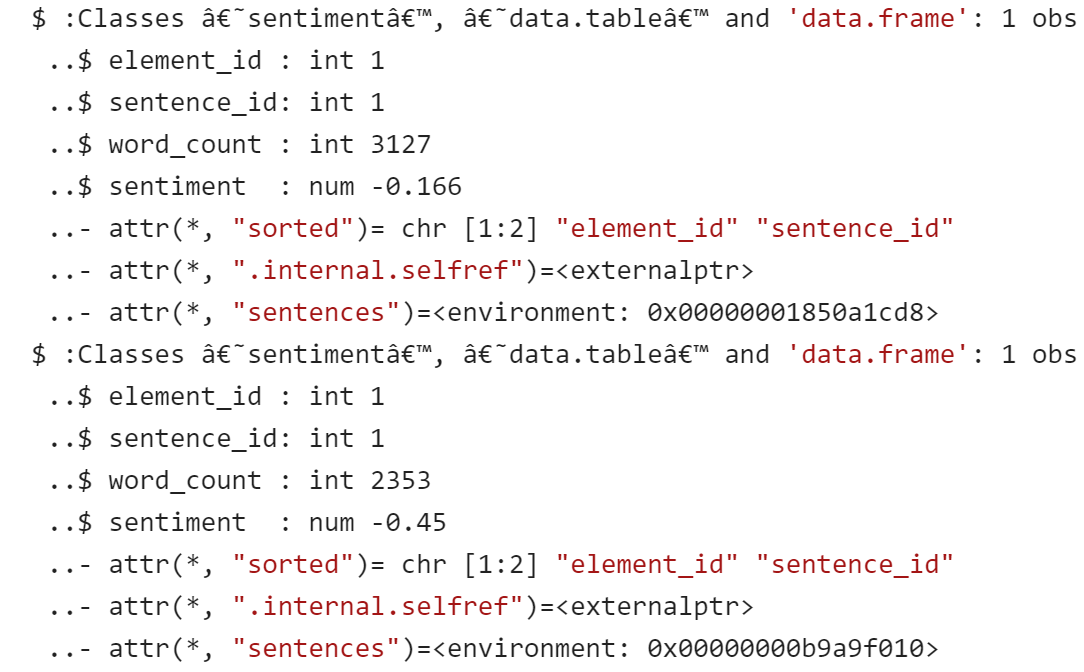 $ :Classes â€˜sentimentâ€™, â€˜data.tableâ€™ and 'data.frame': 1 obs
..$ element_id : int 1
..$ sentence_id: int 1
..$ word_count : int 3127
..$ sentiment  : num -0.166
..- attr(*, "sorted")= chr [1:2] "element_id" "sentence_id"
..- attr(*, ".internal.selfref")=<externalptr>
..- attr(*, "sentences")=<environment: 0x00000001850a1cd8>
$ :Classes â€˜sentimentâ€™, â€˜data.tableâ€™ and 'data.frame': 1 obs
..$ element_id : int 1
..$ sentence_id: int 1
..$ word_count : int 2353
..$ sentiment  : num -0.45
..- attr(*, "sorted")= chr [1:2] "element_id" "sentence_id"
..- attr(*, ".internal.selfref")=<externalptr>
..- attr(*, "sentences")=<environment: 0x00000000b9a9f010>